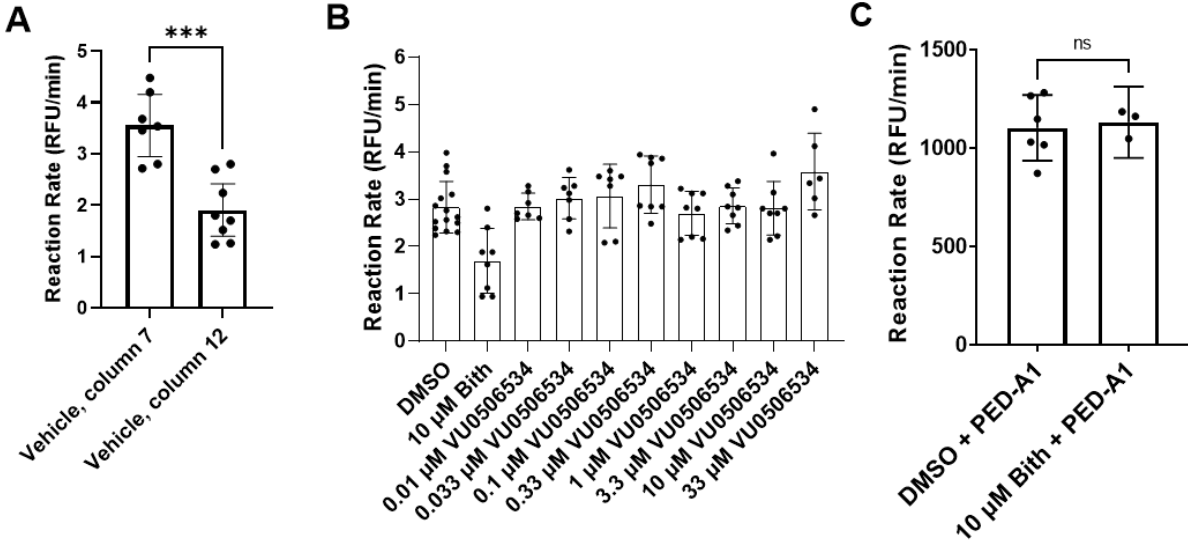 A
***
Reaction Rate (RFU/min)
5
4
3
2
1
0
Vehicle, column 7
Vehicle, column 12
B
Reaction Rate (RFU/min)
6
5
4
3
2
1
0
DMSO
10 µM Bith
0.01 µM VU0506534
0.033 µM VU0506534
0.1 µM VU0506534
0.33 µM VU0506534
1 µM VU0506534
3.3 µM VU0506534
10 µM VU0506534
33 µM VU0506534
C
ns
Reaction Rate (RFU/min)
1500
1000
500
0
DMSO + PED-A1
10 µM Bith + PED-A1